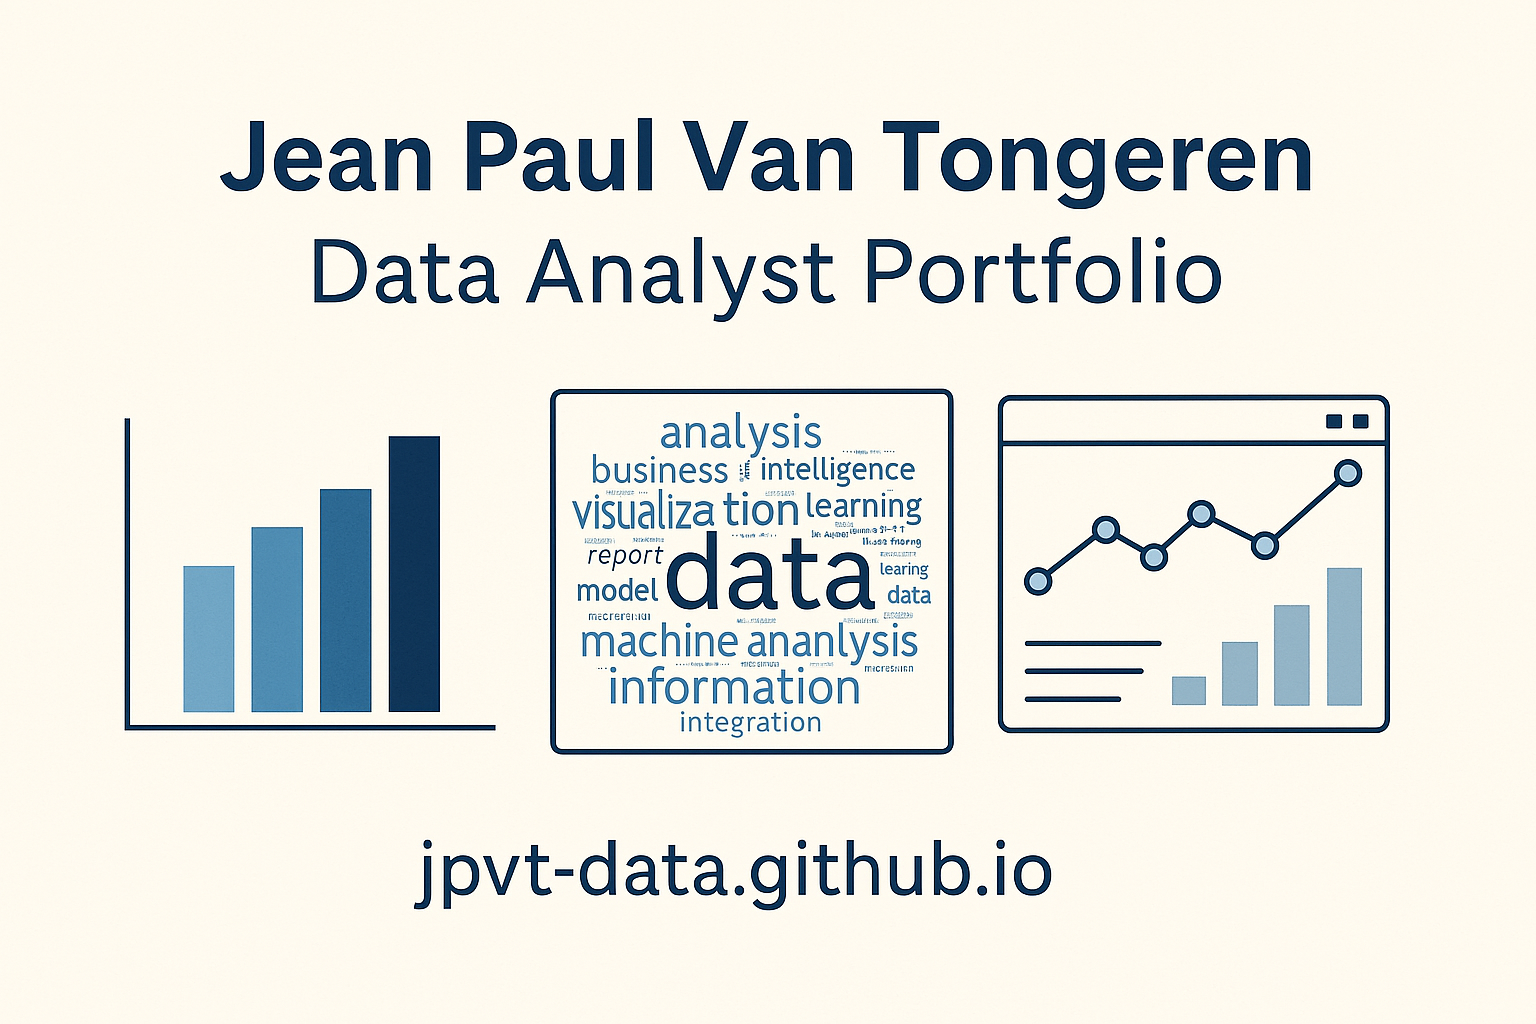 Jean Paul Van Tongeren
Data Analyst Portfolio
analysis
business intelligence
visualiza tion learning
report data learing
model data
machine ananlysis
information
integration
jpvt-data.github.io